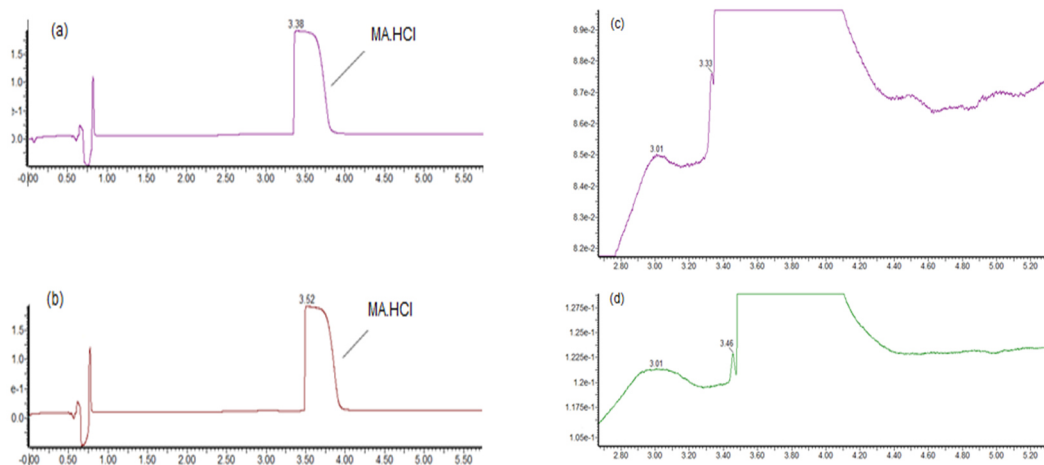 (a)
3.38
MA.HCl
1.5
1.0
e-1
0.0
-0.00 0.50 1.00 1.50 2.00 2.50 3.00 3.50 4.00 4.50 5.00 5.50
(b)
3.52
MA.HCl
1.5
1.0
e-1
0.0
0.00 0.50 1.00 1.50 2.00 2.50 3.00 3.50 4.00 4.50 5.00 5.50
(c)
8.9e-2
8.8e-2
3.33
8.7e-2
8.6e-2
3.01
8.5e-2
8.4e-2
8.3e-2
8.2e-2
2.80 3.00 3.20 3.40 3.60 3.80 4.00 4.20 4.40 4.60 4.80 5.00 5.20
(d)
1.275e-1
1.25e-1
3.46
1.225e-1
3.01
1.2e-1
1.175e-1
1.05e-1
2.80 3.00 3.20 3.40 3.60 3.80 4.00 4.20 4.40 4.60 4.80 5.00 5.20